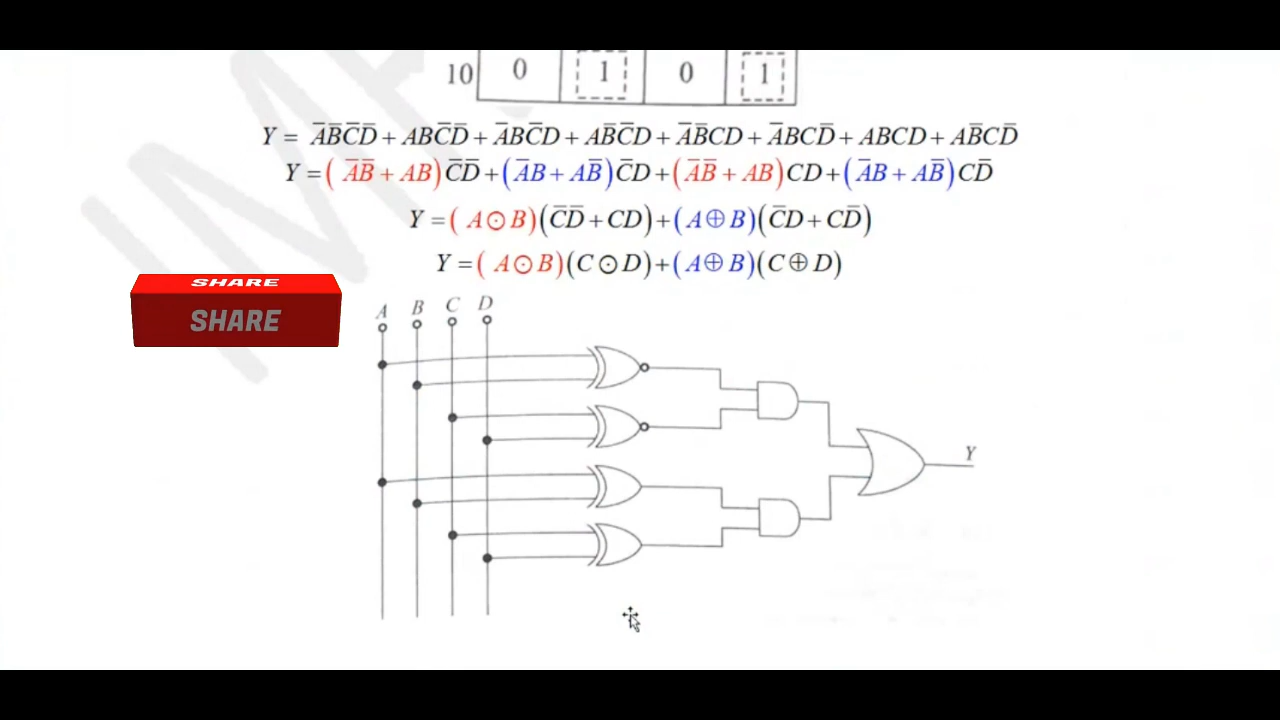 10 0 1 0 1
Y = A̅B̅C̅D̅ + ABC̅D̅ + A̅BC̅D + AB̅C̅D + A̅B̅CD + A̅BCD̅ + ABCD + AB̅CD̅
Y = ( A̅B̅ + AB) C̅D̅ + (A̅B + AB̅) C̅D + (A̅B̅ + AB) CD + (A̅B + AB̅) CD̅
Y = ( A⊙B)(C̅D̅ + CD) + (A⊕B)(C̅D + CD̅)
Y = ( A⊙B)(C⊙D) + (A⊕B)(C⊕D)
SHARE
SHARE
A B C D
Y